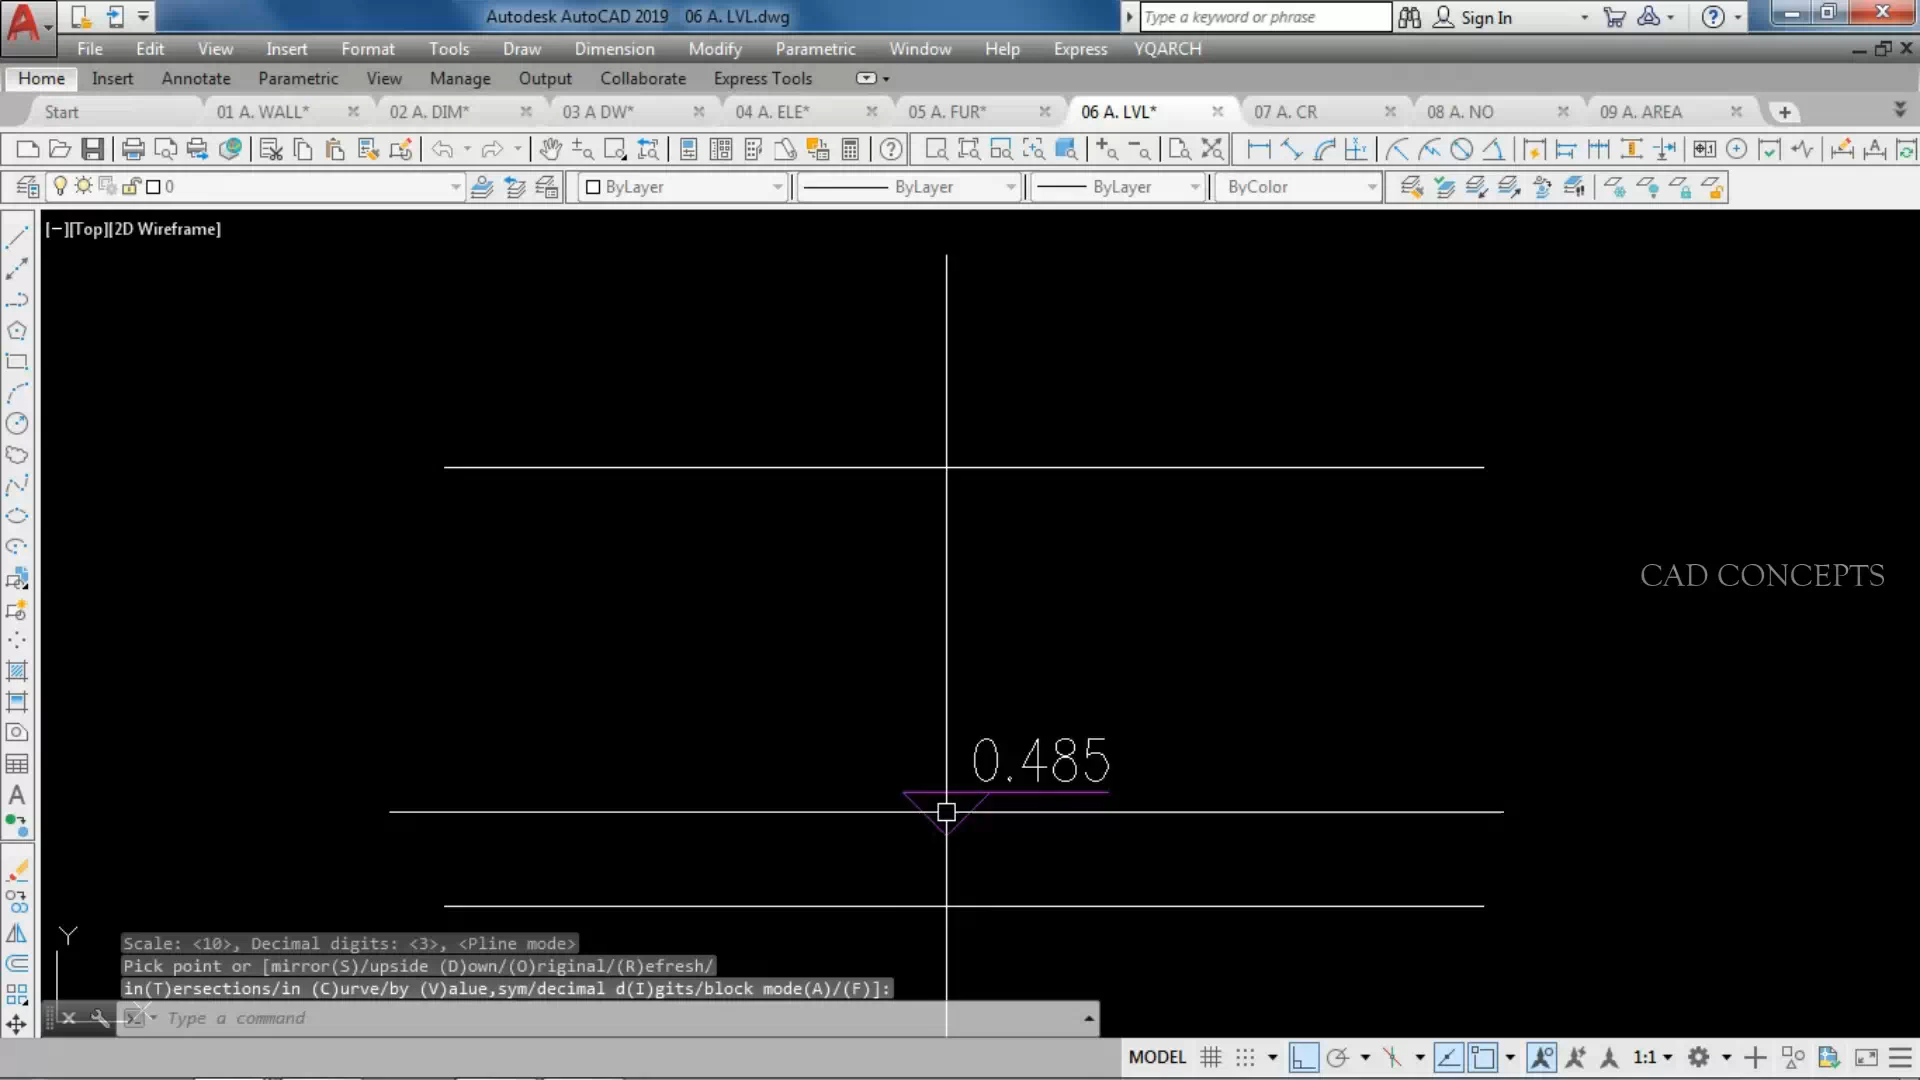 Autodesk AutoCAD 2019 06 A. LVL.dwg
Type a keyword or phrase
Sign In
File Edit View Insert Format Tools Draw Dimension Modify Parametric Window Help Express YQARCH
Home Insert Annotate Parametric View Manage Output Collaborate Express Tools
Start 01 A. WALL* 02 A. DIM* 03 A DW* 04 A. ELE* 05 A. FUR* 06 A. LVL* 07 A. CR 08 A. NO 09 A. AREA
0 ByLayer ByLayer ByLayer ByColor
[−][Top][2D Wireframe]
CAD CONCEPTS
0.485
Y
Scale: <10>, Decimal digits: <3>, <Pline mode>
Pick point or [mirror(S)/upside (D)own/(O)riginal/(R)efresh/
in(T)ersections/in (C)urve/by (V)alue,sym/decimal d(I)gits/block mode(A)/(F)]:
Type a command
MODEL 1:1